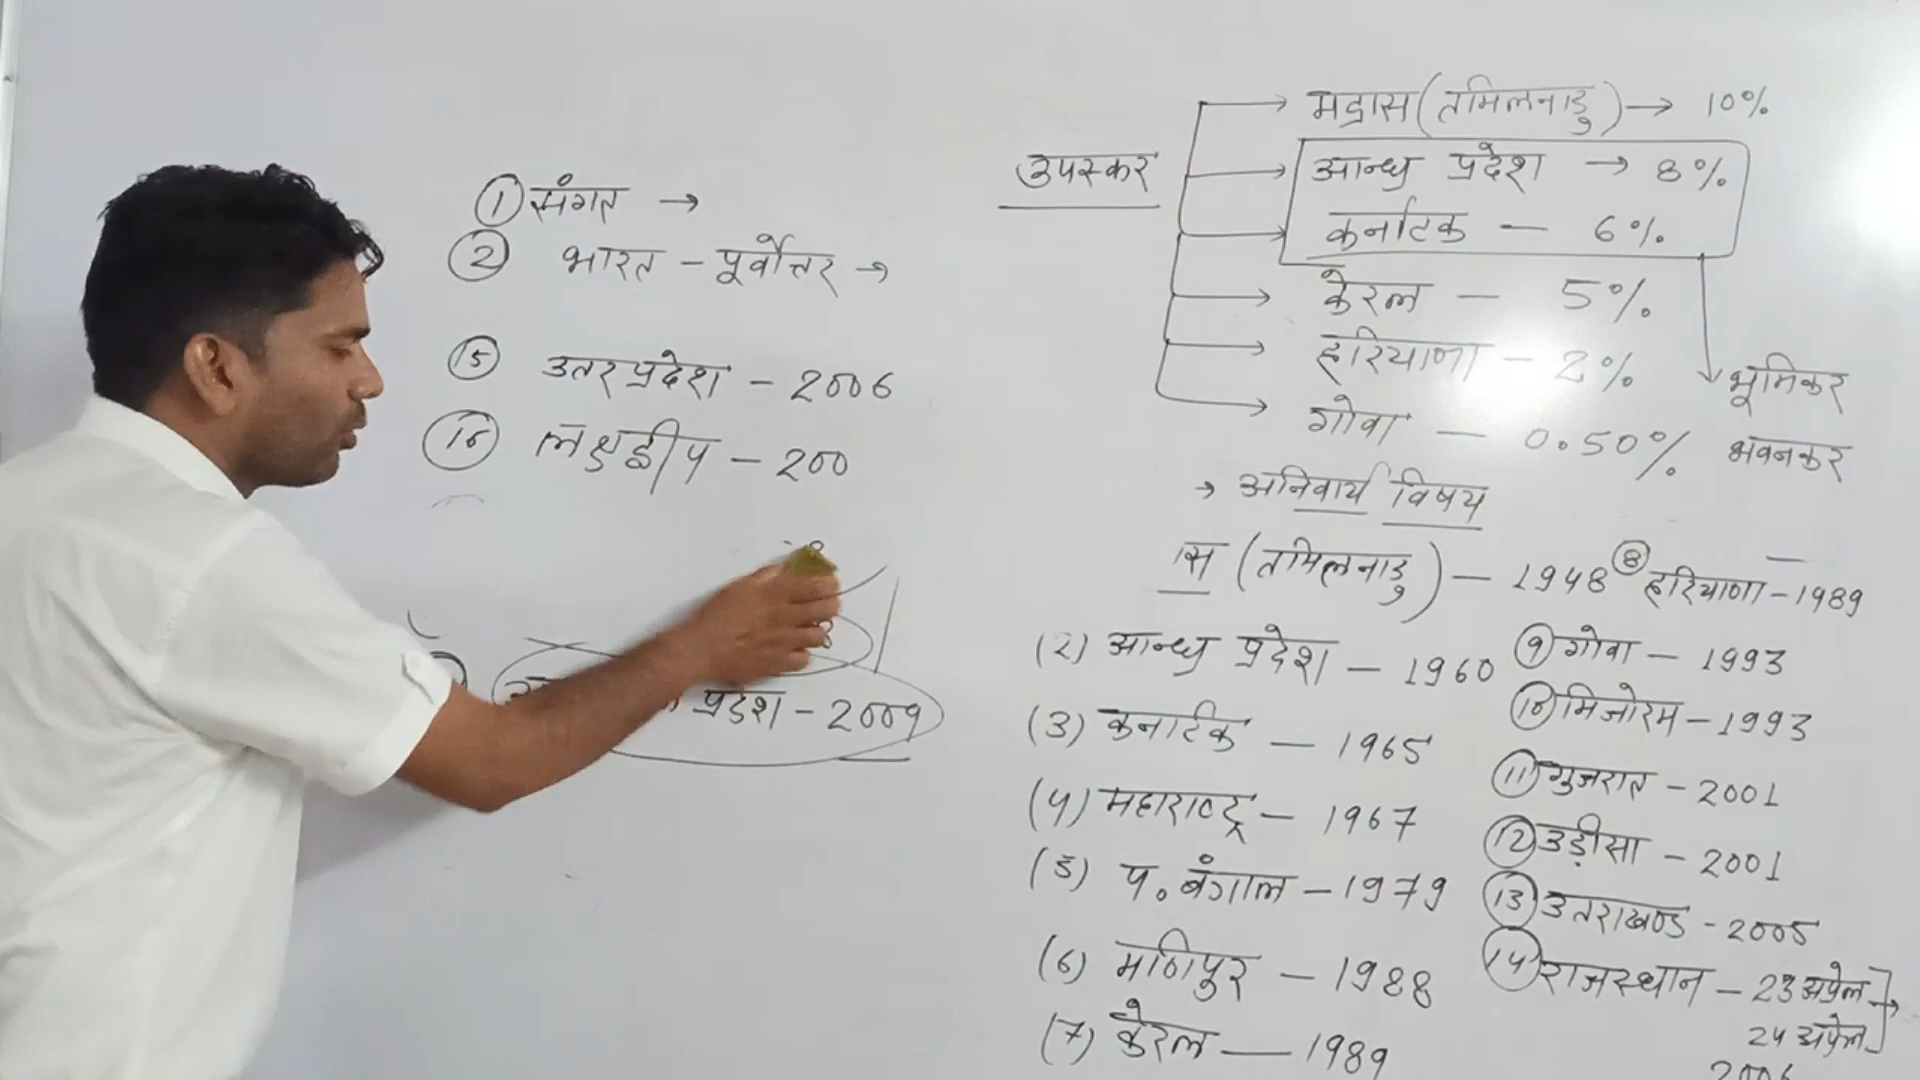 ① संगत →
② भारत - पूर्वोत्तर →
⑮ उतर प्रदेश - 2006
⑯ लक्षद्वीप - 200
प्रदेश - 2009
उपस्कर
मद्रास (तमिलनाडु) → 10%
आन्ध्र प्रदेश → 8%
कर्नाटक - 6%
केरल - 5%
हरियाणा - 2%
गोवा - 0.50%
भूमिकर
भवनकर
→ अनिवार्य विषय
स (तमिलनाडु) - 1948
(2) आन्ध्र प्रदेश - 1960
(3) कर्नाटक - 1965
(4) महाराष्ट्र - 1967
(5) प. बंगाल - 1979
(6) मणिपुर - 1988
(7) केरल - 1989
⑧ हरियाणा - 1989
⑨ गोवा - 1993
⑩ मिजोरम - 1993
⑪ गुजरात - 2001
⑫ उड़ीसा - 2001
⑬ उतराखण्ड - 2005
⑭ राजस्थान - 23 अप्रेल
24 अप्रेल
2006